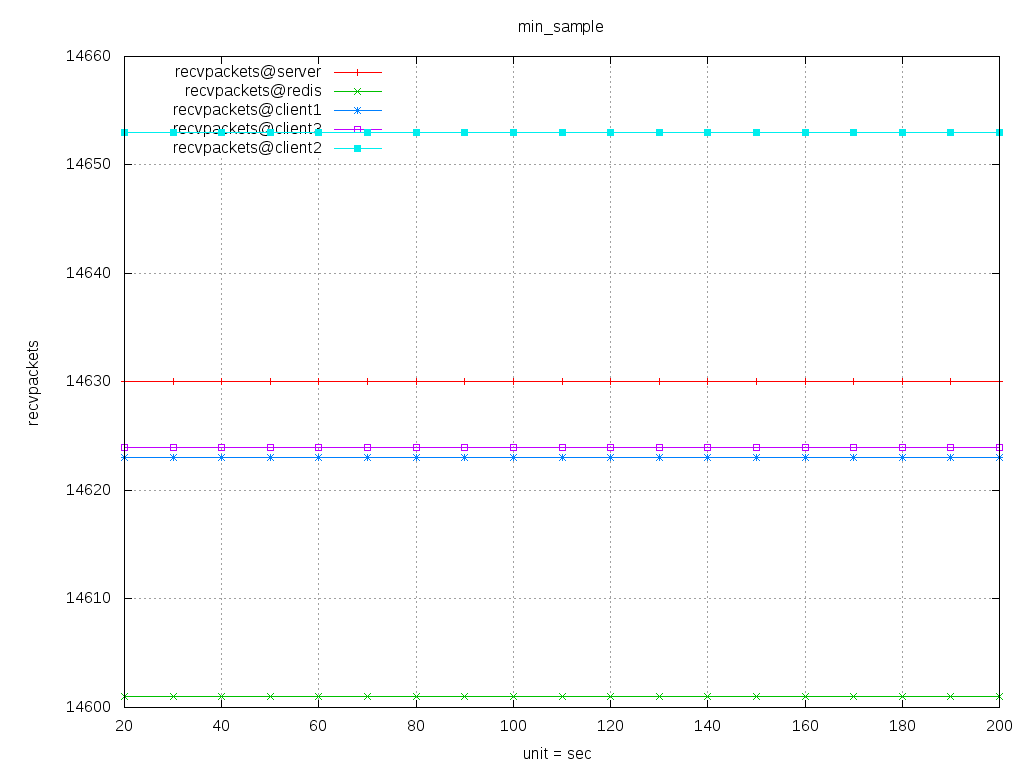 min_sample
14660
14650
14640
14630
14620
14610
14600
recvpackets
recvpackets@server
recvpackets@redis
recvpackets@client1
recvpackets@client3
recvpackets@client2
20 40 60 80 100 120 140 160 180 200
unit = sec